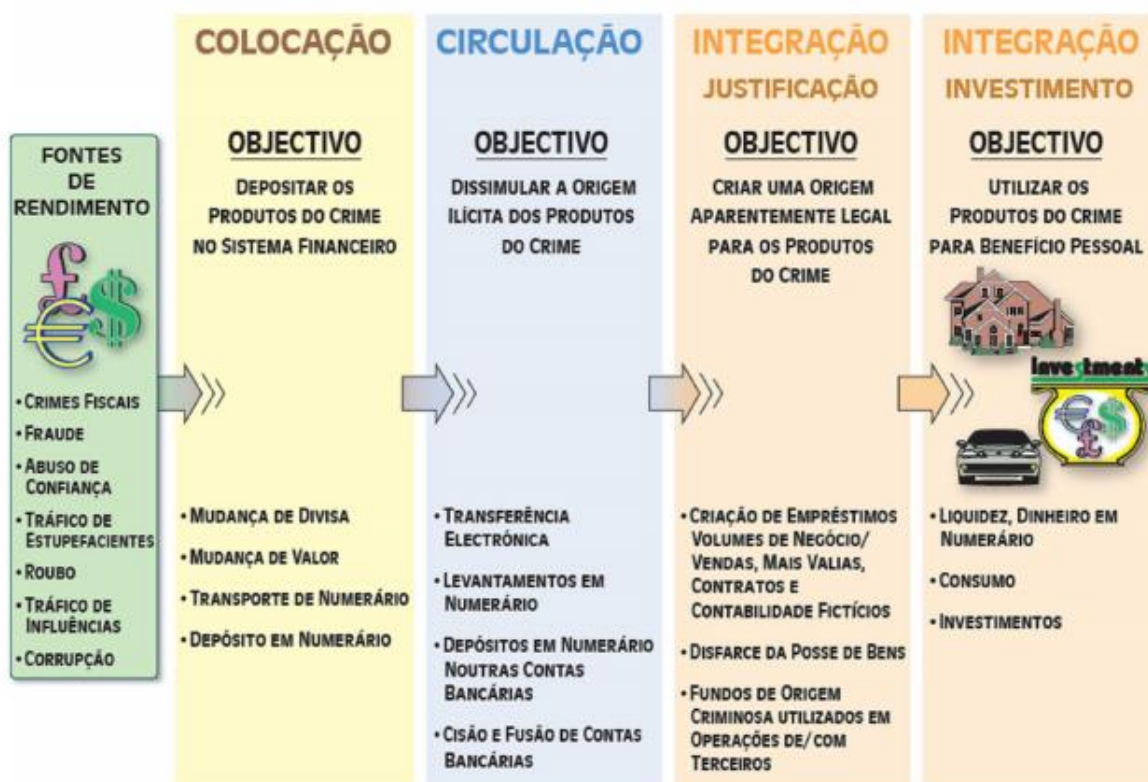 FONTES
DE
RENDIMENTO
• CRIMES FISCAIS
• FRAUDE
• ABUSO DE
CONFIANÇA
• TRÁFICO DE
ESTUPEFACIENTES
• ROUBO
• TRÁFICO DE
INFLUÊNCIAS
• CORRUPÇÃO
COLOCAÇÃO
OBJECTIVO
DEPOSITAR OS
PRODUTOS DO CRIME
NO SISTEMA FINANCEIRO
• MUDANÇA DE DIVISA
• MUDANÇA DE VALOR
• TRANSPORTE DE NUMERÁRIO
• DEPÓSITO EM NUMERÁRIO
CIRCULAÇÃO
OBJECTIVO
DISSIMULAR A ORIGEM
ILÍCITA DOS PRODUTOS
DO CRIME
• TRANSFERÊNCIA
ELECTRÓNICA
• LEVANTAMENTOS EM
NUMERÁRIO
• DEPÓSITOS EM NUMERÁRIO
NOUTRAS CONTAS
BANCÁRIAS
• CISÃO E FUSÃO DE CONTAS
BANCÁRIAS
INTEGRAÇÃO
JUSTIFICAÇÃO
OBJECTIVO
CRIAR UMA ORIGEM
APARENTEMENTE LEGAL
PARA OS PRODUTOS
DO CRIME
• CRIAÇÃO DE EMPRÉSTIMOS
VOLUMES DE NEGÓCIO/
VENDAS, MAIS VALIAS,
CONTRATOS E
CONTABILIDADE FICTÍCIOS
• DISFARCE DA POSSE DE BENS
• FUNDOS DE ORIGEM
CRIMINOSA UTILIZADOS EM
OPERAÇÕES DE/COM
TERCEIROS
INTEGRAÇÃO
INVESTIMENTO
OBJECTIVO
UTILIZAR OS
PRODUTOS DO CRIME
PARA BENEFÍCIO PESSOAL
investments
• LIQUIDEZ, DINHEIRO EM
NUMERÁRIO
• CONSUMO
• INVESTIMENTOS